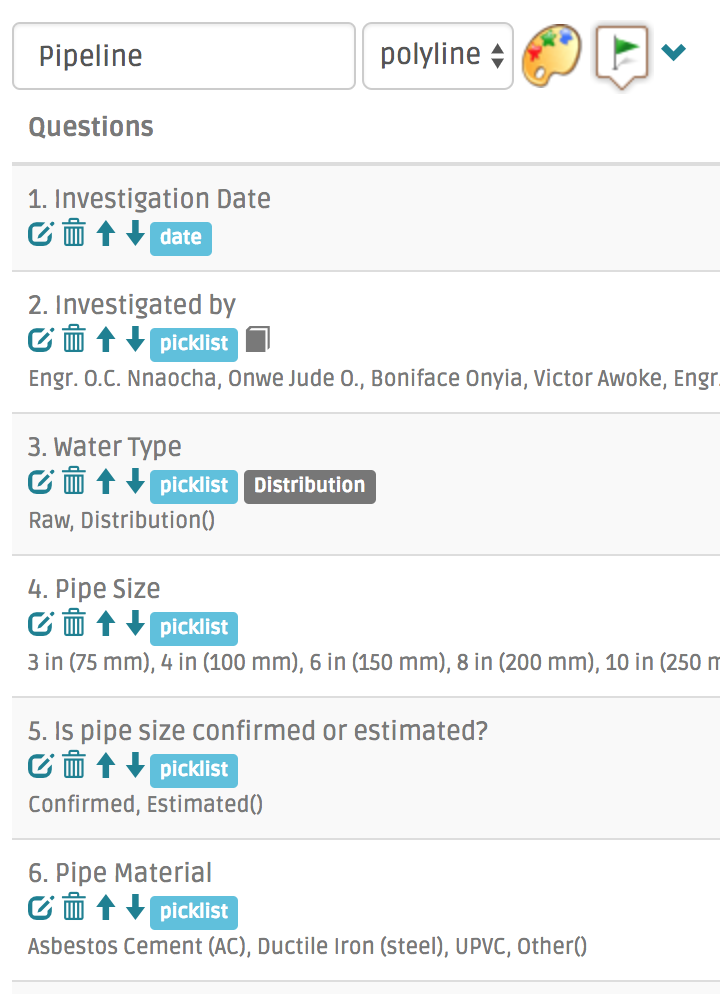 Pipeline polyline
Questions
1. Investigation Date
date
2. Investigated by
picklist
Engr. O.C. Nnaocha, Onwe Jude O., Boniface Onyia, Victor Awoke, Engr.
3. Water Type
picklist Distribution
Raw, Distribution()
4. Pipe Size
picklist
3 in (75 mm), 4 in (100 mm), 6 in (150 mm), 8 in (200 mm), 10 in (250 m
5. Is pipe size confirmed or estimated?
picklist
Confirmed, Estimated()
6. Pipe Material
picklist
Asbestos Cement (AC), Ductile Iron (steel), UPVC, Other()